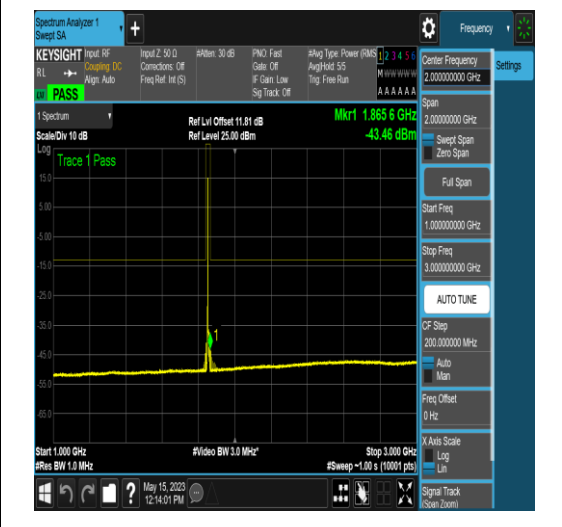 Spectrum Analyzer 1
Swept SA
Frequency
KEYSIGHT
RL
PASS
Input: RF
Coupling: DC
Align: Auto
Input Z: 50 Ω
Corrections: Off
Freq Ref: Int (S)
#Atten: 30 dB
PNO: Fast
Gate: Off
IF Gain: Low
Sig Track: Off
#Avg Type: Power (RMS
Avg|Hold: 5/5
Trig: Free Run
1 2 3 4 5 6
M w w w w w
A A A A A A
1 Spectrum
Scale/Div 10 dB
Ref Lvl Offset 11.81 dB
Ref Level 25.00 dBm
Mkr1 1.865 6 GHz
-43.46 dBm
Log
Trace 1 Pass
15.0
5.00
-5.00
-15.0
-25.0
-35.0
-45.0
-55.0
-65.0
1
Start 1.000 GHz
#Res BW 1.0 MHz
#Video BW 3.0 MHz*
Stop 3.000 GHz
#Sweep ~1.00 s (10001 pts)
?
May 15, 2023
12:14:01 PM
Center Frequency
2.000000000 GHz
Settings
Span
2.00000000 GHz
Swept Span
Zero Span
Full Span
Start Freq
1.000000000 GHz
Stop Freq
3.000000000 GHz
AUTO TUNE
CF Step
200.000000 MHz
Auto
Man
Freq Offset
0 Hz
X Axis Scale
Log
Lin
Signal Track
(Span Zoom)